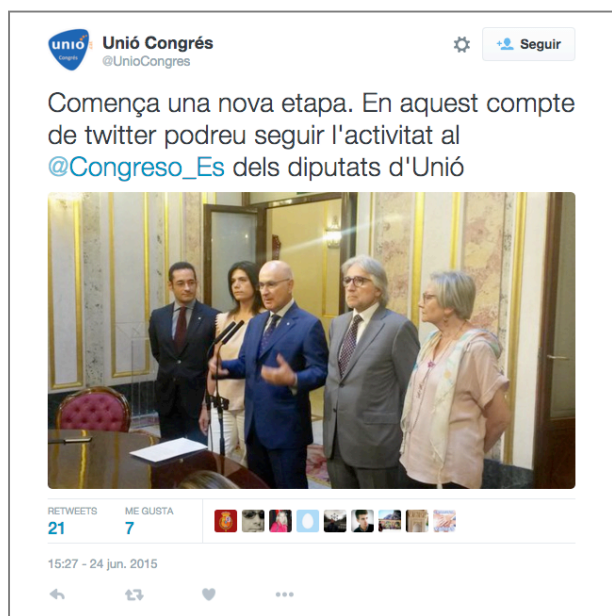 unió
Congrés
Unió Congrés
@UnioCongres
Seguir
Comença una nova etapa. En aquest compte
de twitter podreu seguir l'activitat al
@Congreso_Es dels diputats d'Unió
RETWEETS
21
ME GUSTA
7
15:27 - 24 jun. 2015